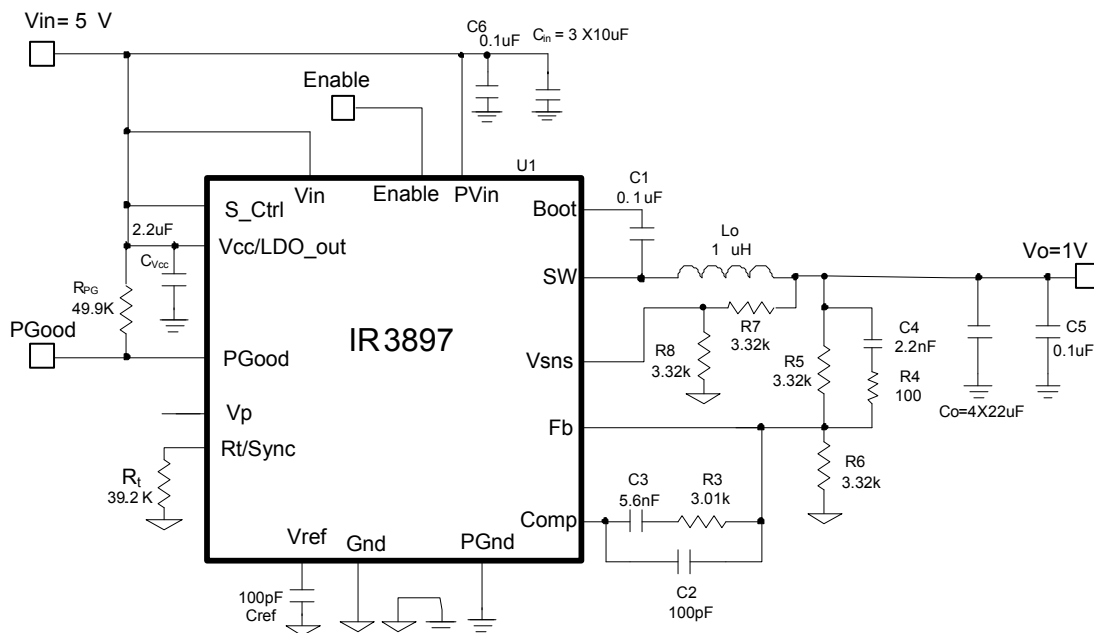 Vin= 5 V
C6
0.1uF
Cin = 3 X10uF
Enable
U1
Vin
Enable
PVin
C1
0.1uF
S_Ctrl
Boot
2.2uF
Vcc/LDO_out
Lo
1 uH
Vo=1V
CVcc
SW
RPG
49.9K
PGood
IR3897
R7
3.32k
C4
2.2nF
C5
0.1uF
PGood
Vsns
R8
3.32k
R5
3.32k
R4
100
Co=4X22uF
Vp
Fb
Rt/Sync
Rt
39.2 K
R6
3.32k
C3
5.6nF
R3
3.01k
Comp
Vref
Gnd
PGnd
100pF
Cref
C2
100pF